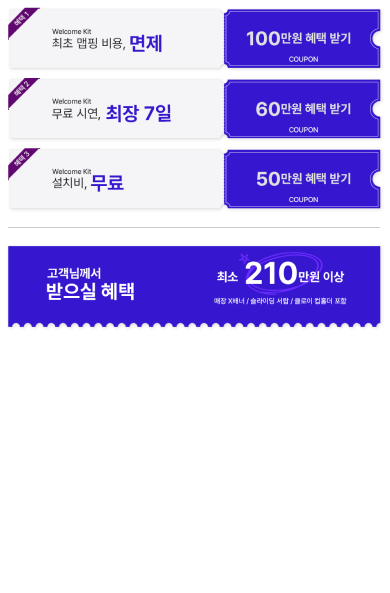 혜택 1
Welcome Kit
최초 맵핑 비용, 면제
100만원 혜택 받기
COUPON
혜택 2
Welcome Kit
무료 시연, 최장 7일
60만원 혜택 받기
COUPON
혜택 3
Welcome Kit
설치비, 무료
50만원 혜택 받기
COUPON
고객님께서
받으실 혜택
최소 210만원 이상
매장 X배너 / 슬라이딩 서랍 / 클로이 컵홀더 포함